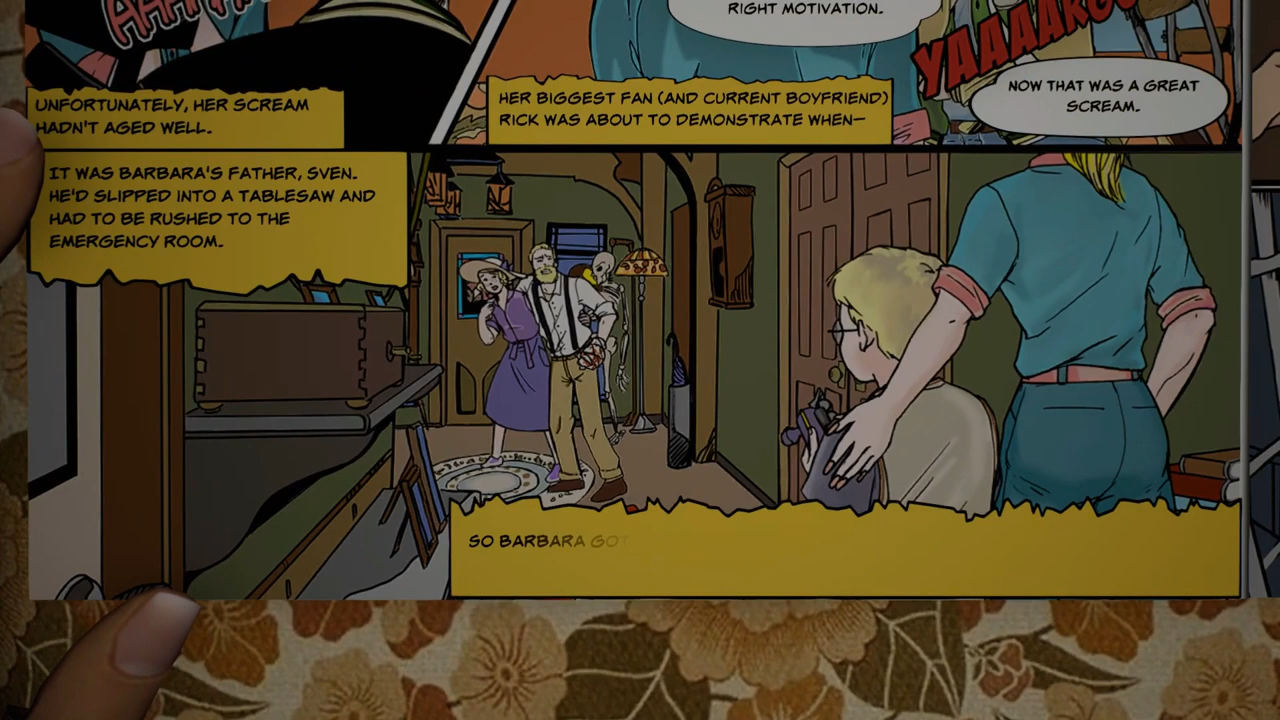 RIGHT MOTIVATION.
UNFORTUNATELY, HER SCREAM
HADN'T AGED WELL.
HER BIGGEST FAN (AND CURRENT BOYFRIEND)
RICK WAS ABOUT TO DEMONSTRATE WHEN—
NOW THAT WAS A GREAT
SCREAM.
IT WAS BARBARA'S FATHER, SVEN.
HE'D SLIPPED INTO A TABLESAW AND
HAD TO BE RUSHED TO THE
EMERGENCY ROOM.
SO BARBARA GOT